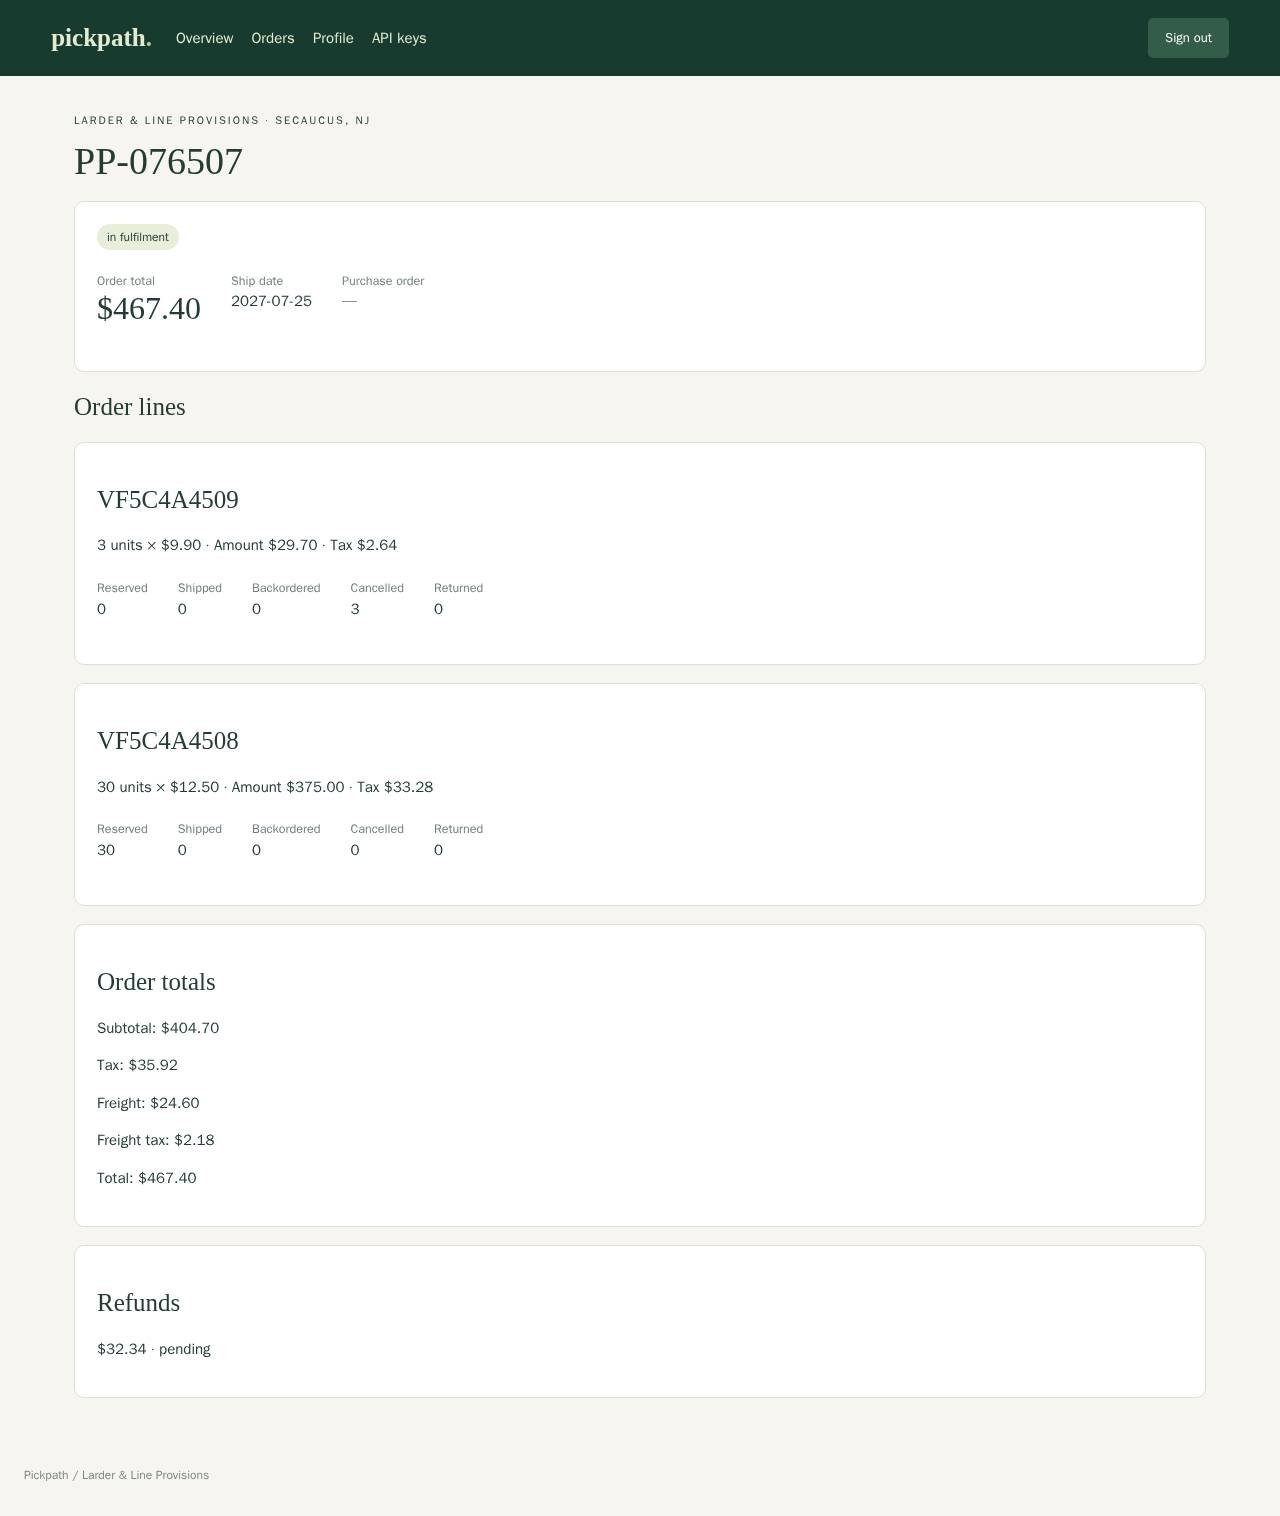 pickpath. Overview Orders Profile API keys Sign out
LARDER & LINE PROVISIONS · SECAUCUS, NJ
PP-076507
in fulfilment
Order total Ship date Purchase order
$467.40 2027-07-25 —
Order lines
VF5C4A4509
3 units × $9.90 · Amount $29.70 · Tax $2.64
Reserved Shipped Backordered Cancelled Returned
0 0 0 3 0
VF5C4A4508
30 units × $12.50 · Amount $375.00 · Tax $33.28
Reserved Shipped Backordered Cancelled Returned
30 0 0 0 0
Order totals
Subtotal: $404.70
Tax: $35.92
Freight: $24.60
Freight tax: $2.18
Total: $467.40
Refunds
$32.34 · pending
Pickpath / Larder & Line Provisions